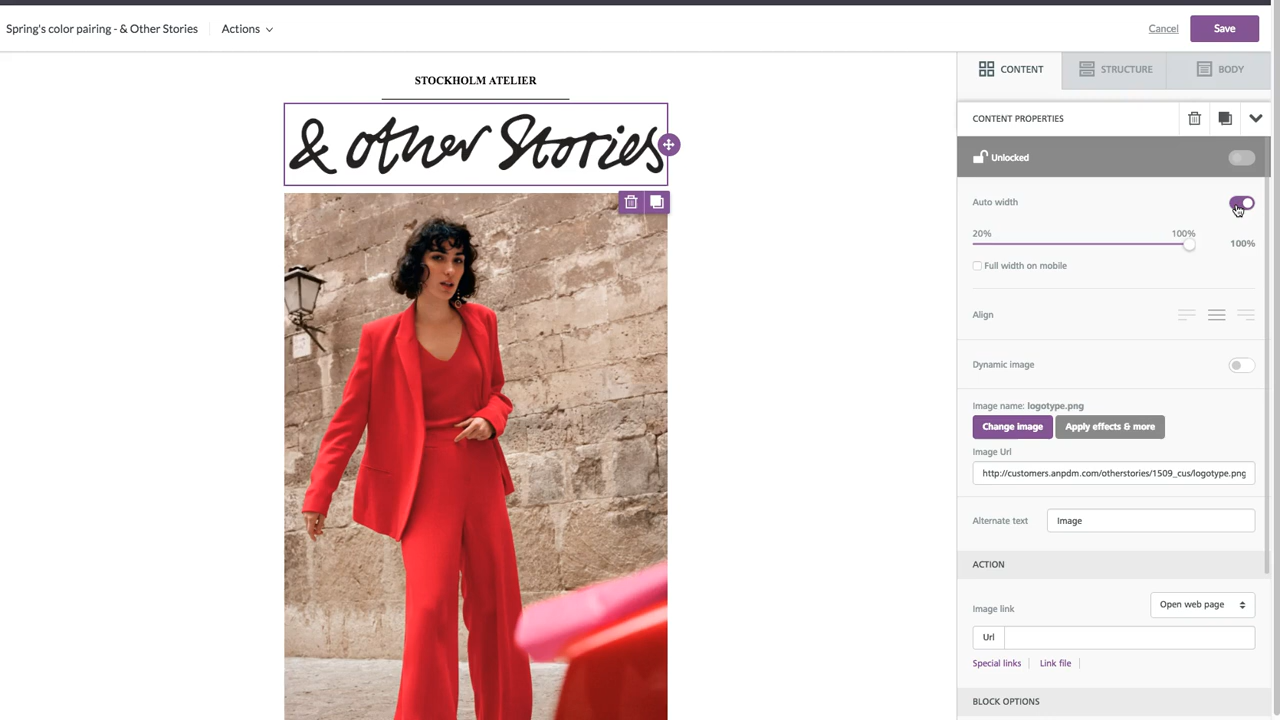 Spring's color pairing - & Other Stories
Actions
Cancel
Save
STOCKHOLM ATELIER
& other Stories
CONTENT
STRUCTURE
BODY
CONTENT PROPERTIES
Unlocked
Auto width
20%
100%
100%
Full width on mobile
Align
Dynamic image
Image name: logotype.png
Change image
Apply effects & more
Image Url
http://customers.anpdm.com/otherstories/1509_cus/logotype.png
Alternate text
Image
ACTION
Image link
Open web page
Url
Special links
Link file
BLOCK OPTIONS